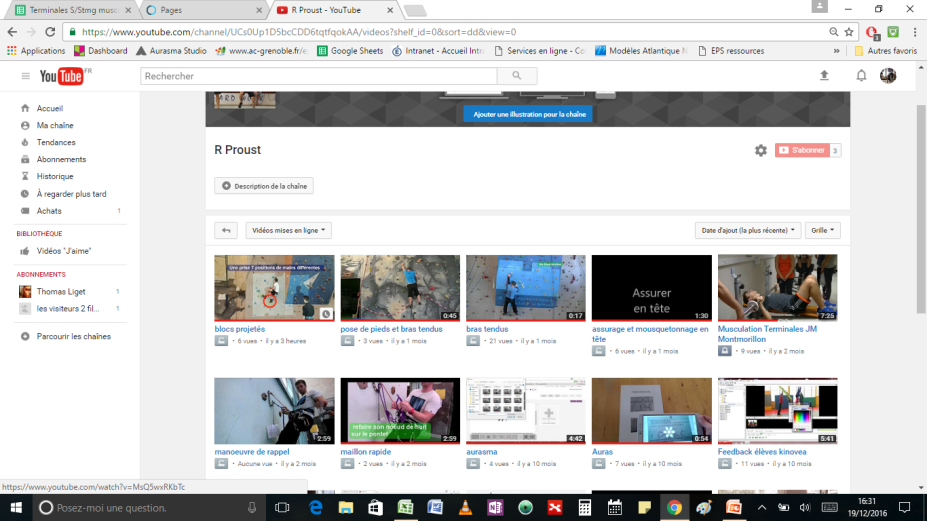 Terminales S/Stmg musc
Pages
R Proust - YouTube
https://www.youtube.com/channel/UCs0Up1D5bcCDD6tqtfqokAA/videos?shelf_id=0&sort=dd&view=0
Applications Dashboard Aurasma Studio www.ac-grenoble.fr/e Google Sheets Intranet - Accueil Intra Services en ligne - Co Modèles Atlantique N EPS ressources » Autres favoris
YouTube FR
Rechercher
Accueil
Ma chaîne
Tendances
Abonnements
Historique
À regarder plus tard
Achats 1
BIBLIOTHÈQUE
Vidéos "J'aime"
ABONNEMENTS
Thomas Liget 1
les visiteurs 2 fil... 1
Parcourir les chaînes
Ajouter une illustration pour la chaîne
R Proust
S'abonner 3
Description de la chaîne
Vidéos mises en ligne
Date d'ajout (la plus récente) Grille
Une prise 7 positions de mains différentes
0:45
0:17
Assurer
en tête
1:30
7:25
blocs projetés
6 vues • il y a 3 heures
pose de pieds et bras tendus
3 vues • il y a 1 mois
bras tendus
21 vues • il y a 1 mois
assurage et mousquetonnage en
tête
6 vues • il y a 1 mois
Musculation Terminales JM
Montmorillon
9 vues • il y a 2 mois
2:59
refaire son noeud de huit
sur le pontet
2:59
4:42
0:54
5:41
manoeuvre de rappel
Aucune vue • il y a 2 mois
maillon rapide
2 vues • il y a 2 mois
aurasma
4 vues • il y a 10 mois
Auras
7 vues • il y a 10 mois
Feedback élèves kinovea
11 vues • il y a 10 mois
https://www.youtube.com/watch?v=MsQ5wxRKbTc
Posez-moi une question.
16:31
19/12/2016